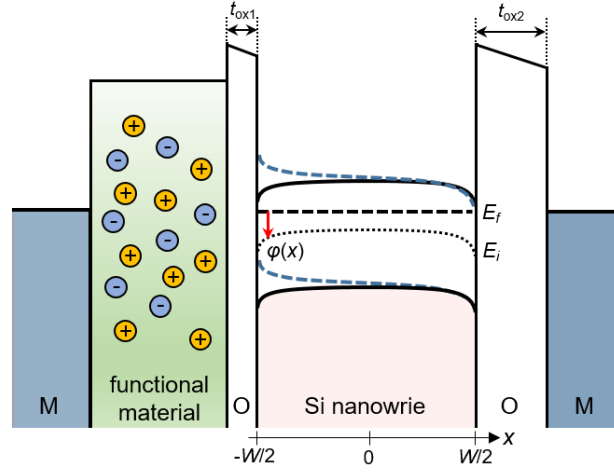 t_ox1
t_ox2
+
-
+
-
+
+
-
-
+
-
+
+
-
-
+
+
E_f
E_i
φ(x)
functional
material
M
O
Si nanowrie
O
M
-W/2
0
W/2
x